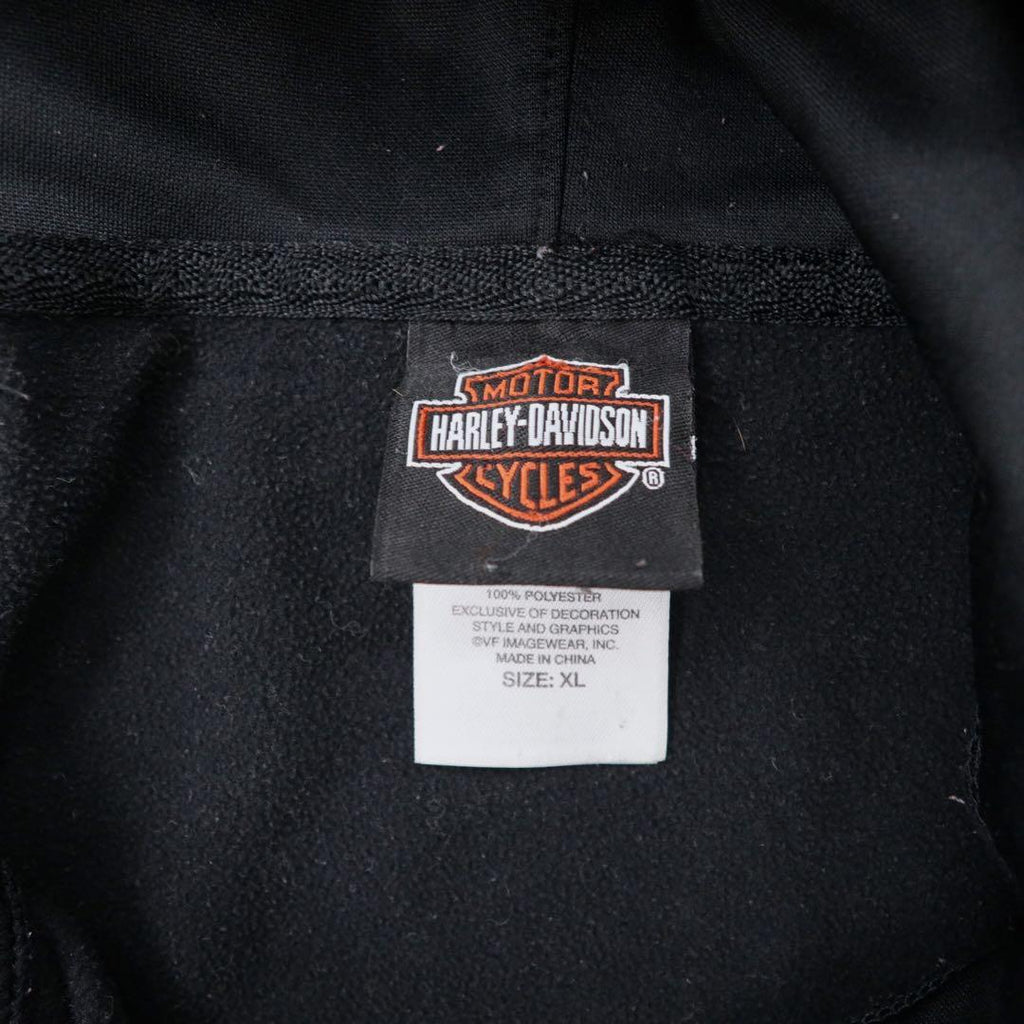 MOTOR
HARLEY-DAVIDSON
CYCLES
®
100% POLYESTER
EXCLUSIVE OF DECORATION
STYLE AND GRAPHICS
©VF IMAGEWEAR, INC.
MADE IN CHINA
SIZE: XL